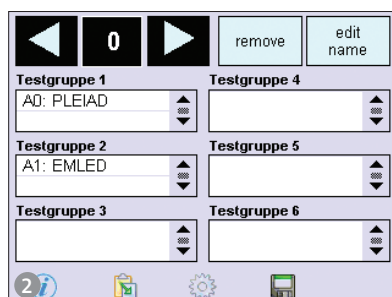 0
remove
edit
name
Testgruppe 1
Testgruppe 4
A0: PLEIAD
Testgruppe 2
Testgruppe 5
A1: EMLED
Testgruppe 3
Testgruppe 6
2
i